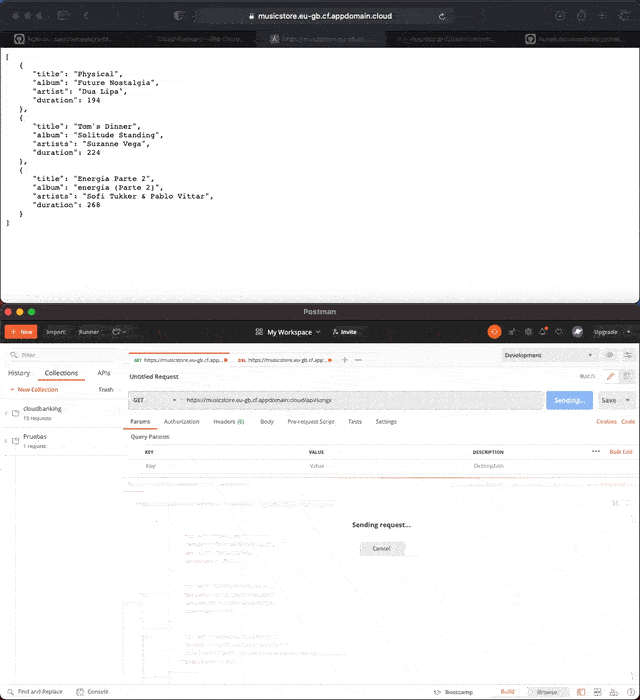 musicstore.eu-gb.cf.appdomain.cloud
[
{
"title": "Physical",
"album": "Future Nostalgia",
"artist": "Dua Lipa",
"duration": 194
},
{
"title": "Tom's Dinner",
"album": "Solitude Standing",
"artists": "Suzanne Vega",
"duration": 224
},
{
"title": "Energia Parte 2",
"album": "energia (Parte 2)",
"artists": "Sofi Tukker & Pablo Vittar",
"duration": 268
}
]
Postman
+ New Import Runner My Workspace Invite Upgrade
Filter
History Collections APIs
+ New Collection Trash
cloudbanking
15 requests
Pruebas
1 request
GET https://musicstore.eu-gb.cf.app... DEL https://musicstore.eu-gb.cf.app... + ... Development
Untitled Request BUILD
GET https://musicstore.eu-gb.cf.appdomain.cloud/api/songs Sending... Save
Params Authorization Headers (6) Body Pre-request Script Tests Settings Cookies Code
Query Params
KEY VALUE DESCRIPTION ... Bulk Edit
Key Value Description
Sending request...
Cancel
Find and Replace Console Bootcamp Build Browse